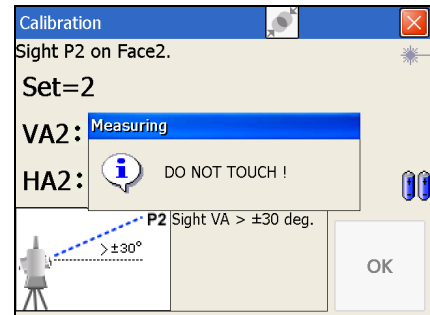 Calibration
Sight P2 on Face2.
Set=2
VA2:
Measuring
DO NOT TOUCH !
HA2:
P2
Sight VA > ±30 deg.
>±30°
OK